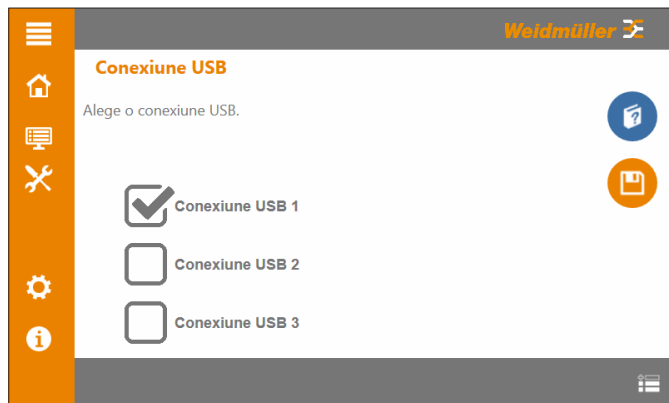 Weidmüller
Conexiune USB
Alege o conexiune USB.
Conexiune USB 1
Conexiune USB 2
Conexiune USB 3